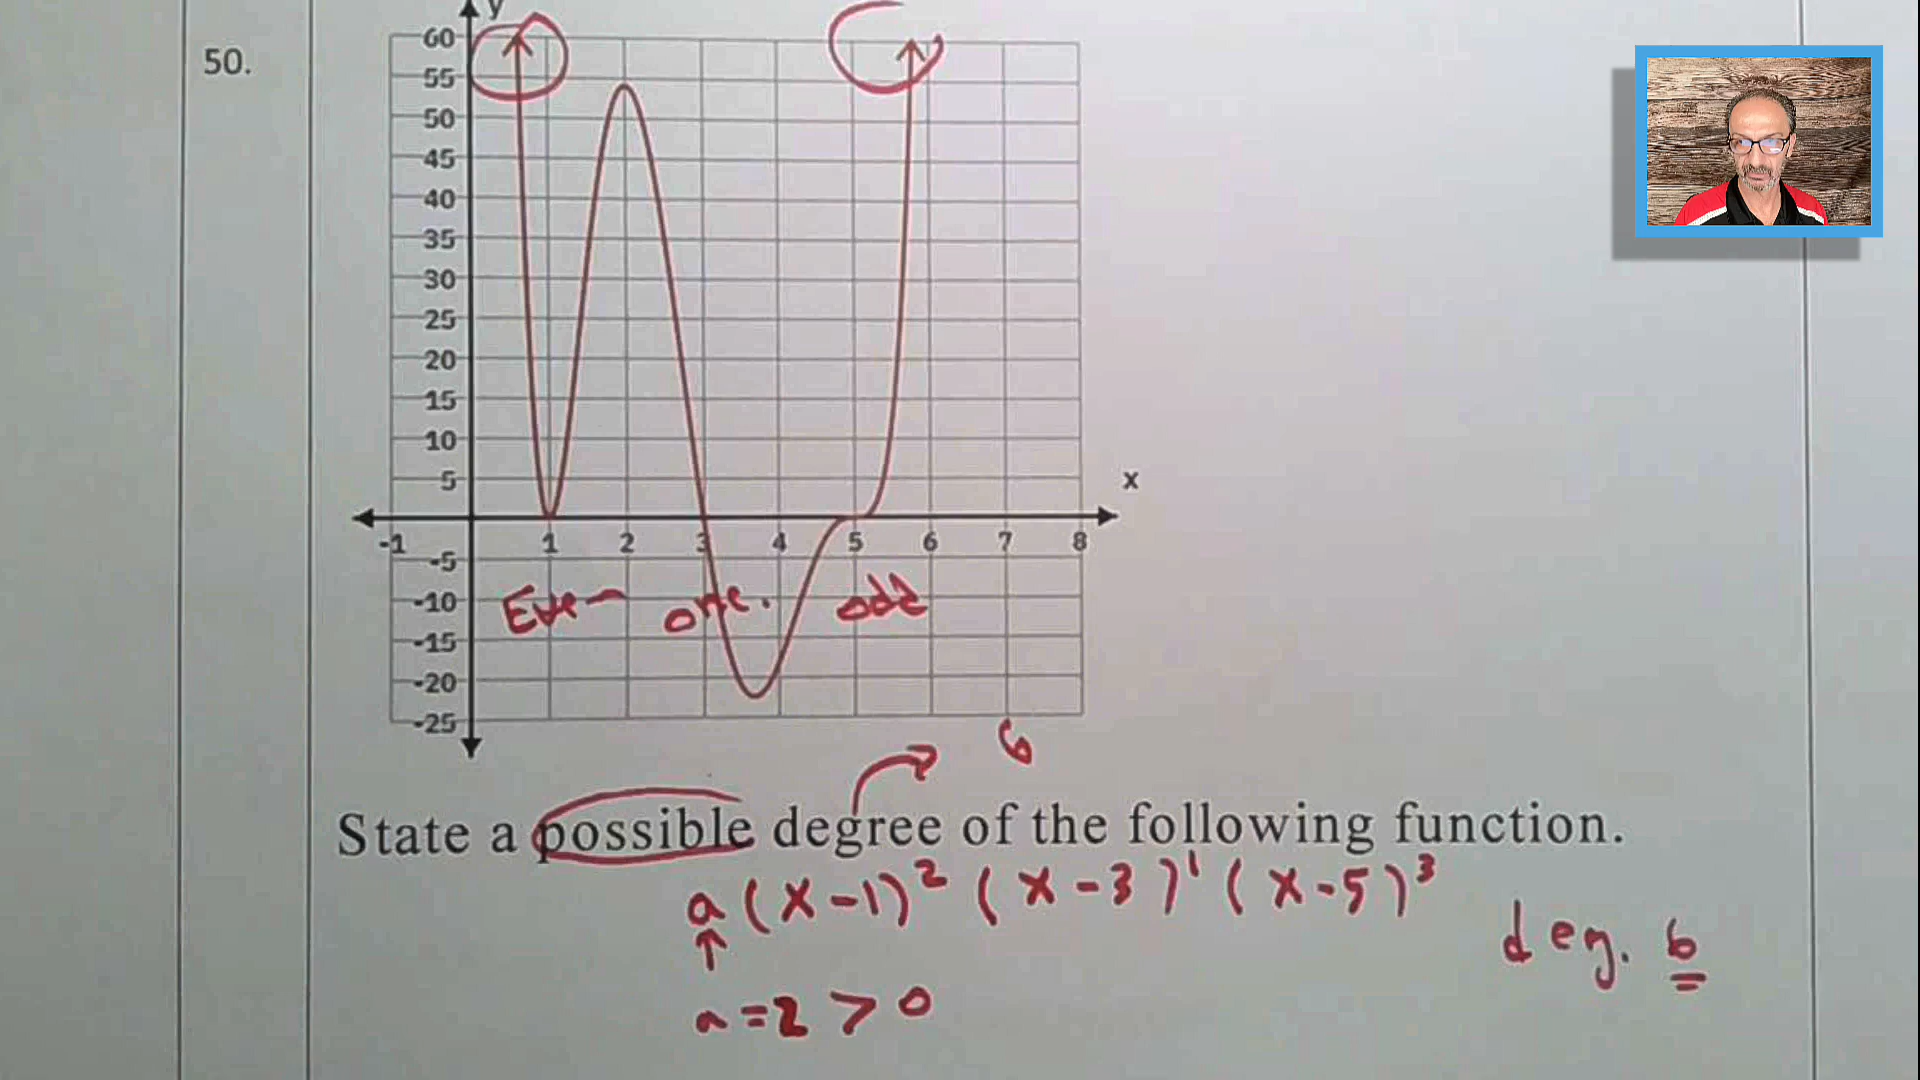 y
50.
60
55
50
45
40
35
30
25
20
15
10
5
x
-1 1 2 3 4 5 6 7 8
-5
-10
Even one. odd
-15
-20
-25
6
State a possible degree of the following function.
a(x-1)² (x-3)¹ (x-5)³
deg. 6
a=2>0